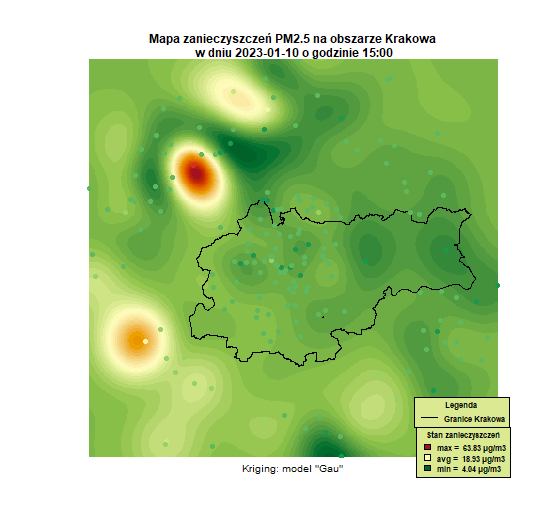 Mapa zanieczyszczeń PM2.5 na obszarze Krakowa
w dniu 2023-01-10 o godzinie 15:00
Legenda
Granice Krakowa
Stan zanieczyszczeń
max = 63.83 µg/m3
avg = 18.93 µg/m3
min = 4.04 µg/m3
Kriging: model "Gau"